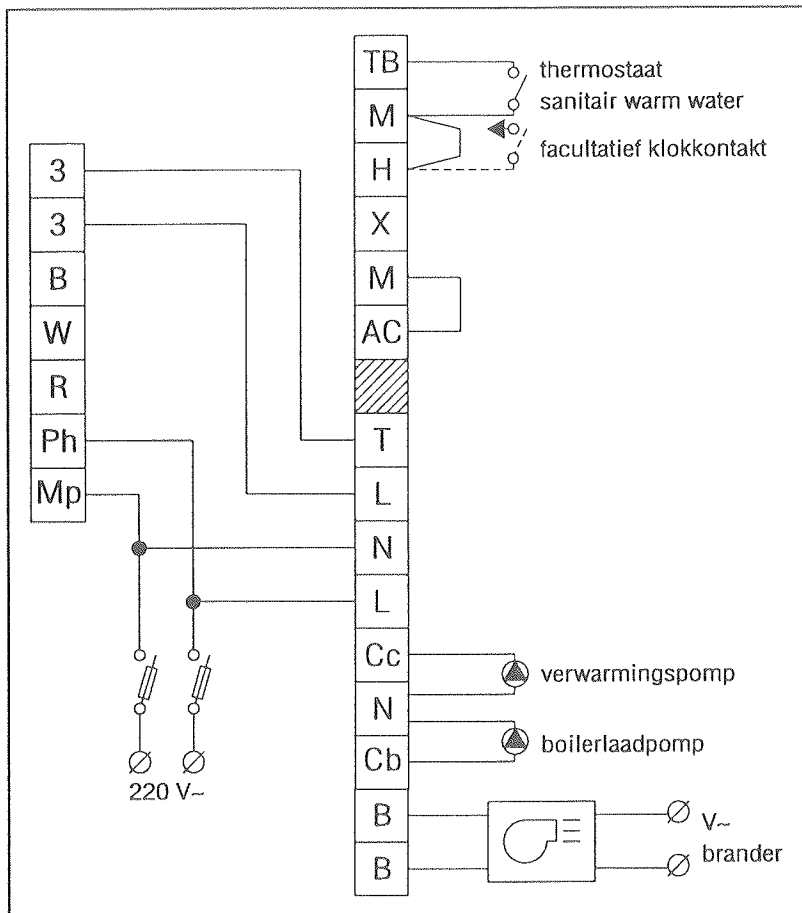 3
3
B
W
R
Ph
Mp
220 V~
TB
M
H
X
M
AC
T
L
N
L
Cc
N
Cb
B
B
thermostaat
sanitair warm water
facultatief klokkontakt
verwarmingspomp
boilerlaadpomp
V~
brander